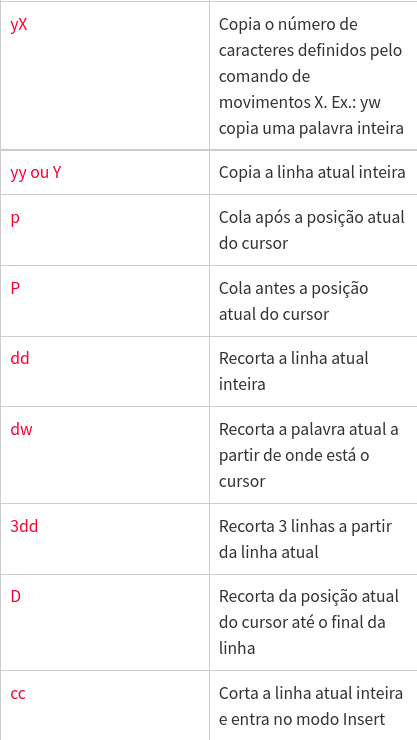 yX
Copia o número de
caracteres definidos pelo
comando de
movimentos X. Ex.: yw
copia uma palavra inteira
yy ou Y
Copia a linha atual inteira
p
Cola após a posição atual
do cursor
P
Cola antes a posição
atual do cursor
dd
Recorta a linha atual
inteira
dw
Recorta a palavra atual a
partir de onde está o
cursor
3dd
Recorta 3 linhas a partir
da linha atual
D
Recorta da posição atual
do cursor até o final da
linha
cc
Corta a linha atual inteira
e entra no modo Insert